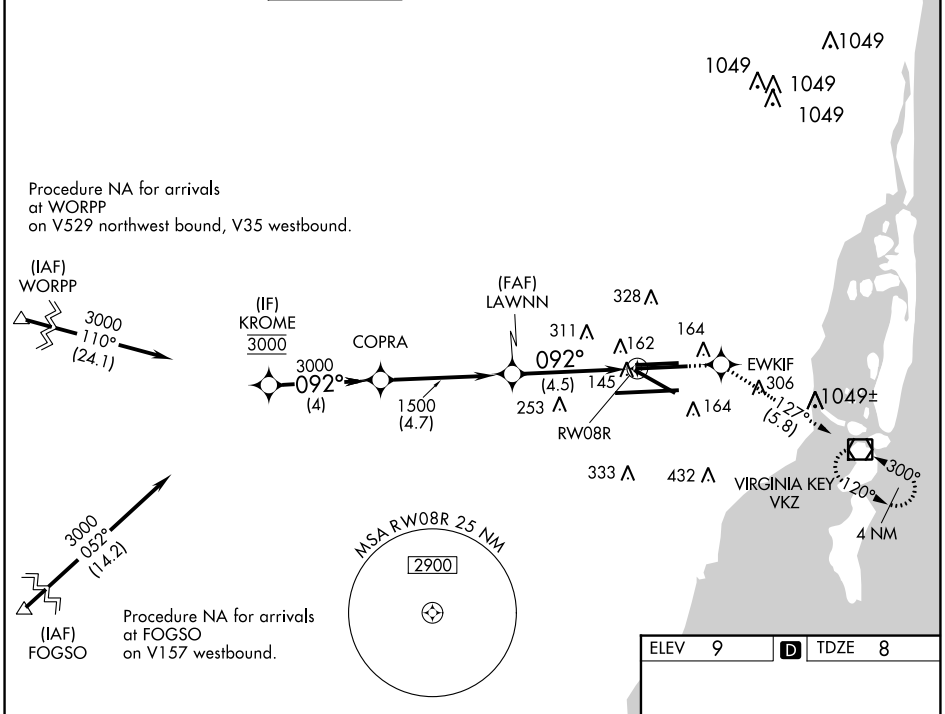 1049
1049
1049
1049
Procedure NA for arrivals
at WORPP
on V529 northwest bound, V35 westbound.
(IAF)
WORPP
3000
110°
(24.1)
(IF)
KROME
3000
3000
092°
(4)
COPRA
1500
(4.7)
(FAF)
LAWNN
092°
(4.5)
328
311
162
164
145
253
RW08R
164
EWKIF
306
1049±
127°
(5.8)
333
432
VIRGINIA KEY
VKZ
300°
120°
4 NM
3000
052°
(14.2)
(IAF)
FOGSO
Procedure NA for arrivals
at FOGSO
on V157 westbound.
MSA RW08R 25 NM
2900
ELEV 9 D TDZE 8